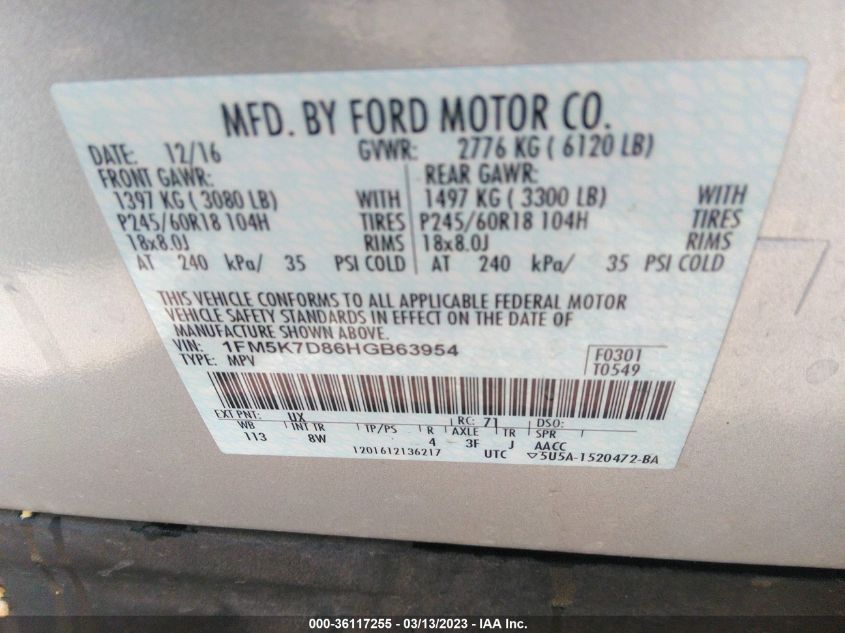 MFD. BY FORD MOTOR CO.
DATE: 12/16 GVWR: 2776 KG ( 6120 LB)
FRONT GAWR: REAR GAWR:
1397 KG ( 3080 LB) WITH 1497 KG ( 3300 LB) WITH
P245/60R18 104H TIRES P245/60R18 104H TIRES
18x8.0J RIMS 18x8.0J RIMS
AT 240 kPa/ 35 PSI COLD AT 240 kPa/ 35 PSI COLD
THIS VEHICLE CONFORMS TO ALL APPLICABLE FEDERAL MOTOR
VEHICLE SAFETY STANDARDS IN EFFECT ON THE DATE OF
MANUFACTURE SHOWN ABOVE.
VIN: 1FM5K7D86HGB63954 F0301
TYPE: MPV T0549
EXT PNT: UX RC: 71 DSO:
WB INT TR TP/PS R AXLE TR SPR
113 8W 4 3F J AACC
1201612136217 UTC ▽5U5A-1520472-BA
000-36117255 - 03/13/2023 - IAA Inc.